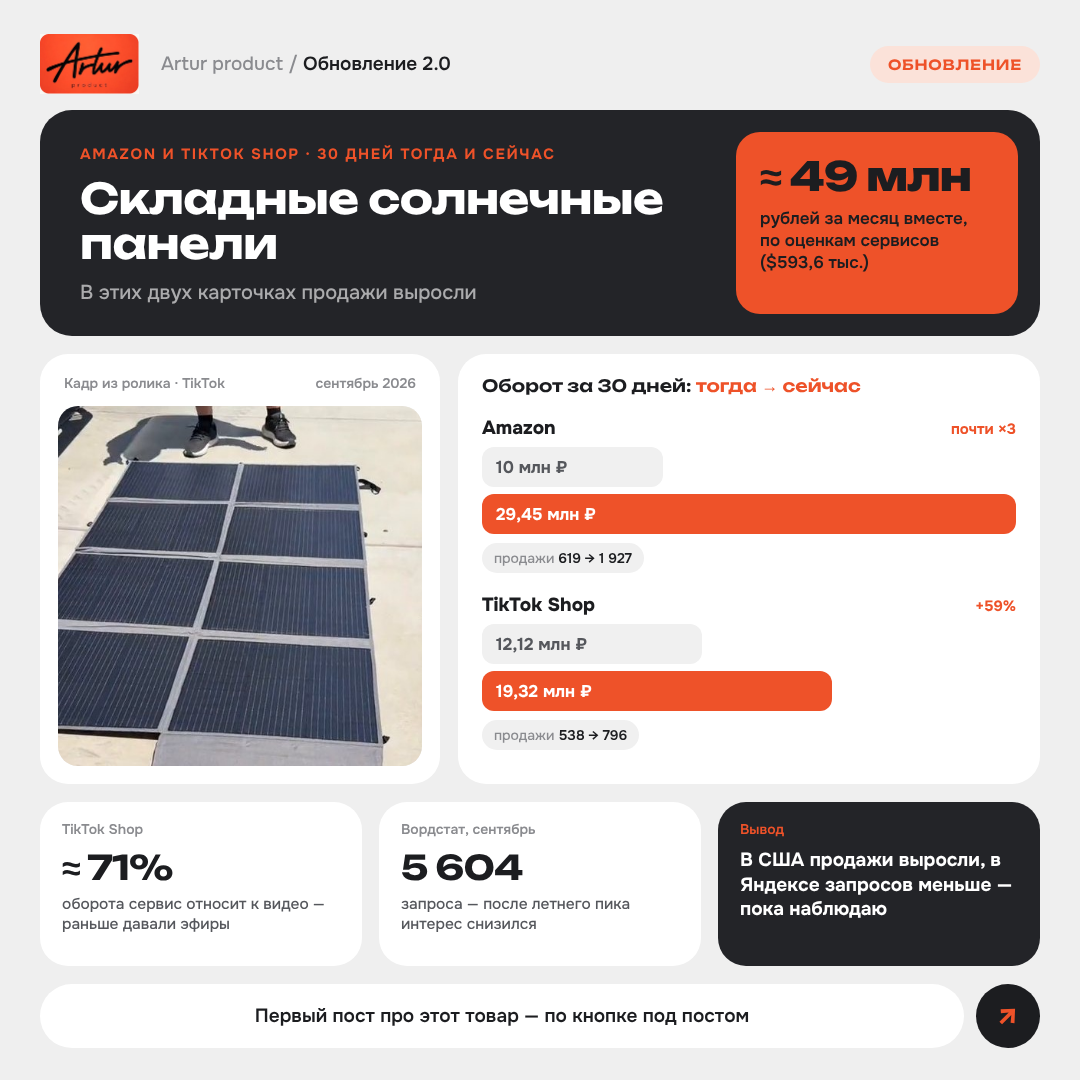 Artur
product
Artur product / Обновление 2.0
ОБНОВЛЕНИЕ
AMAZON И TIKTOK SHOP · 30 ДНЕЙ ТОГДА И СЕЙЧАС
Складные солнечные
панели
В этих двух карточках продажи выросли
≈ 49 млн
рублей за месяц вместе,
по оценкам сервисов
($593,6 тыс.)
Кадр из ролика · TikTok
сентябрь 2026
Оборот за 30 дней: тогда → сейчас
Amazon
почти ×3
10 млн ₽
29,45 млн ₽
продажи 619 → 1 927
TikTok Shop
+59%
12,12 млн ₽
19,32 млн ₽
продажи 538 → 796
TikTok Shop
≈ 71%
оборота сервис относит к видео —
раньше давали эфиры
Вордстат, сентябрь
5 604
запроса — после летнего пика
интерес снизился
Вывод
В США продажи выросли, в
Яндексе запросов меньше —
пока наблюдаю
Первый пост про этот товар — по кнопке под постом